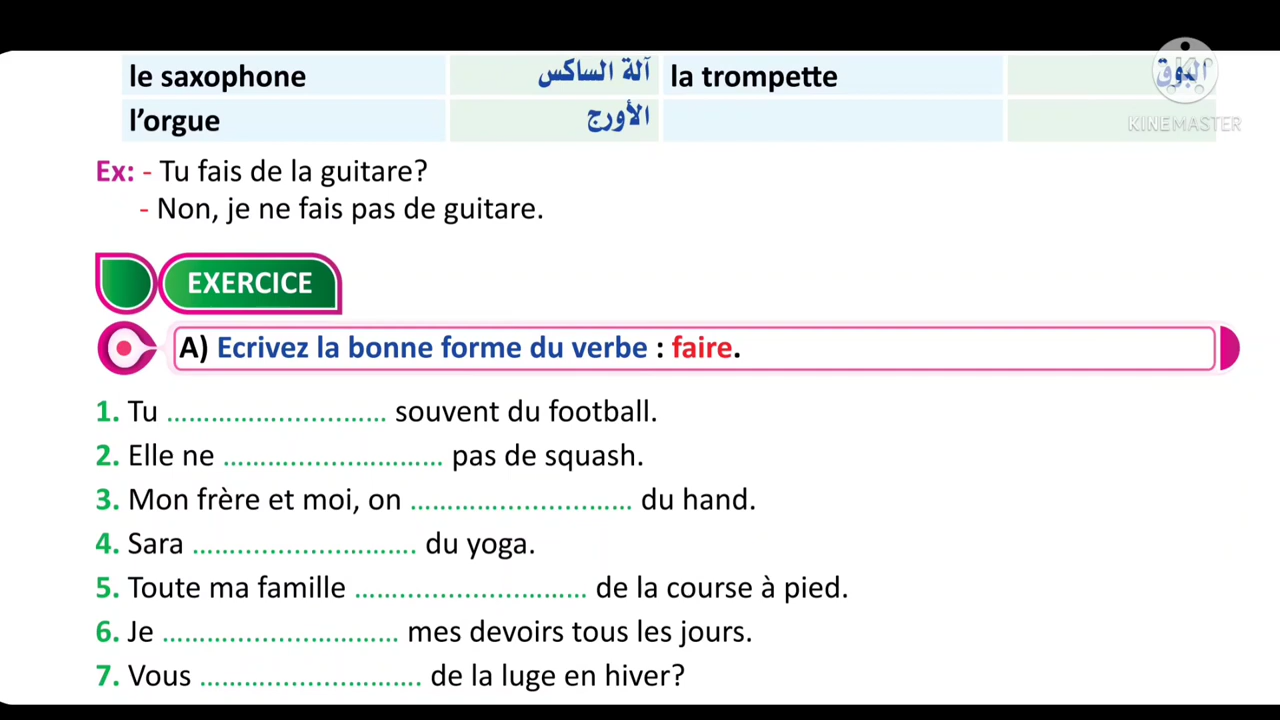 le saxophone آلة الساكس la trompette البوق
KINEMASTER
l’orgue الأورج
Ex: - Tu fais de la guitare?
- Non, je ne fais pas de guitare.
EXERCICE
A) Ecrivez la bonne forme du verbe : faire.
1. Tu ........................... souvent du football.
2. Elle ne ........................... pas de squash.
3. Mon frère et moi, on ........................... du hand.
4. Sara ........................... du yoga.
5. Toute ma famille ........................... de la course à pied.
6. Je ........................... mes devoirs tous les jours.
7. Vous ........................... de la luge en hiver?